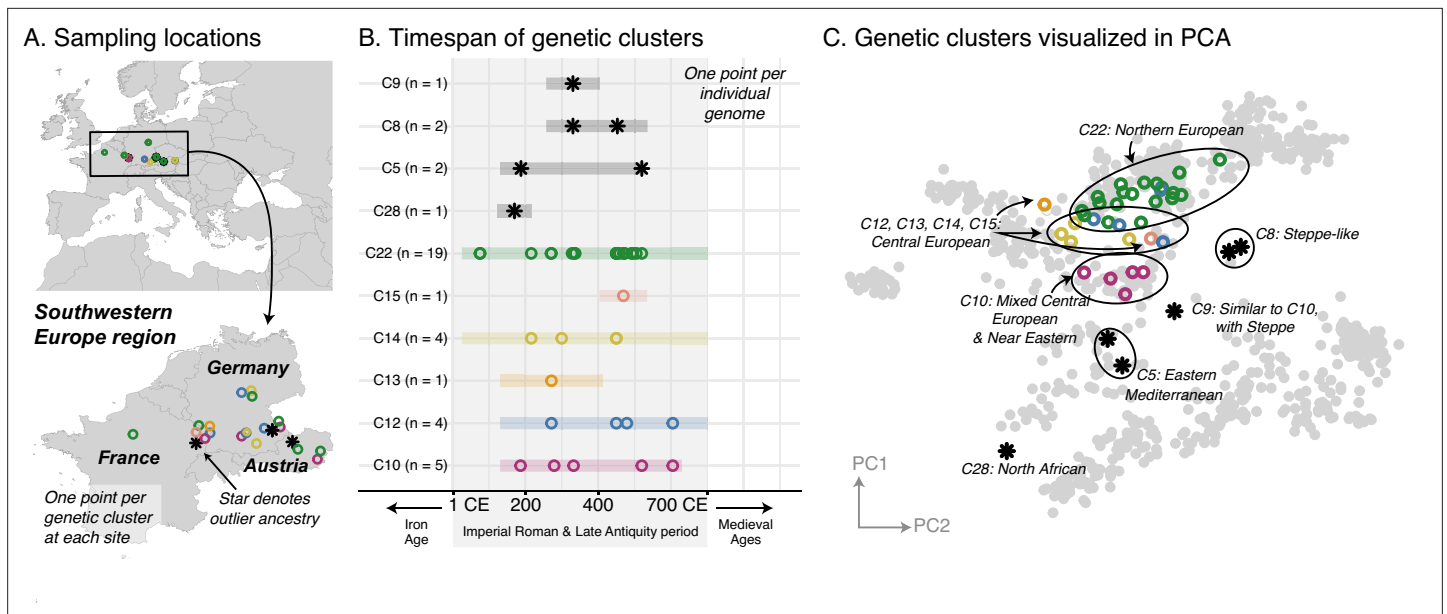 A. Sampling locations
Southwestern
Europe region
Germany
France
Austria
One point per
genetic cluster
at each site
Star denotes
outlier ancestry
B. Timespan of genetic clusters
One point per
individual
genome
C9 (n = 1)
C8 (n = 2)
C5 (n = 2)
C28 (n = 1)
C22 (n = 19)
C15 (n = 1)
C14 (n = 4)
C13 (n = 1)
C12 (n = 4)
C10 (n = 5)
1 CE 200 400 700 CE
Iron
Age
Imperial Roman & Late Antiquity period
Medieval
Ages
C. Genetic clusters visualized in PCA
C22: Northern European
C12, C13, C14, C15:
Central European
C8: Steppe-like
C10: Mixed Central
European
& Near Eastern
C9: Similar to C10,
with Steppe
C5: Eastern
Mediterranean
C28: North African
PC1
PC2